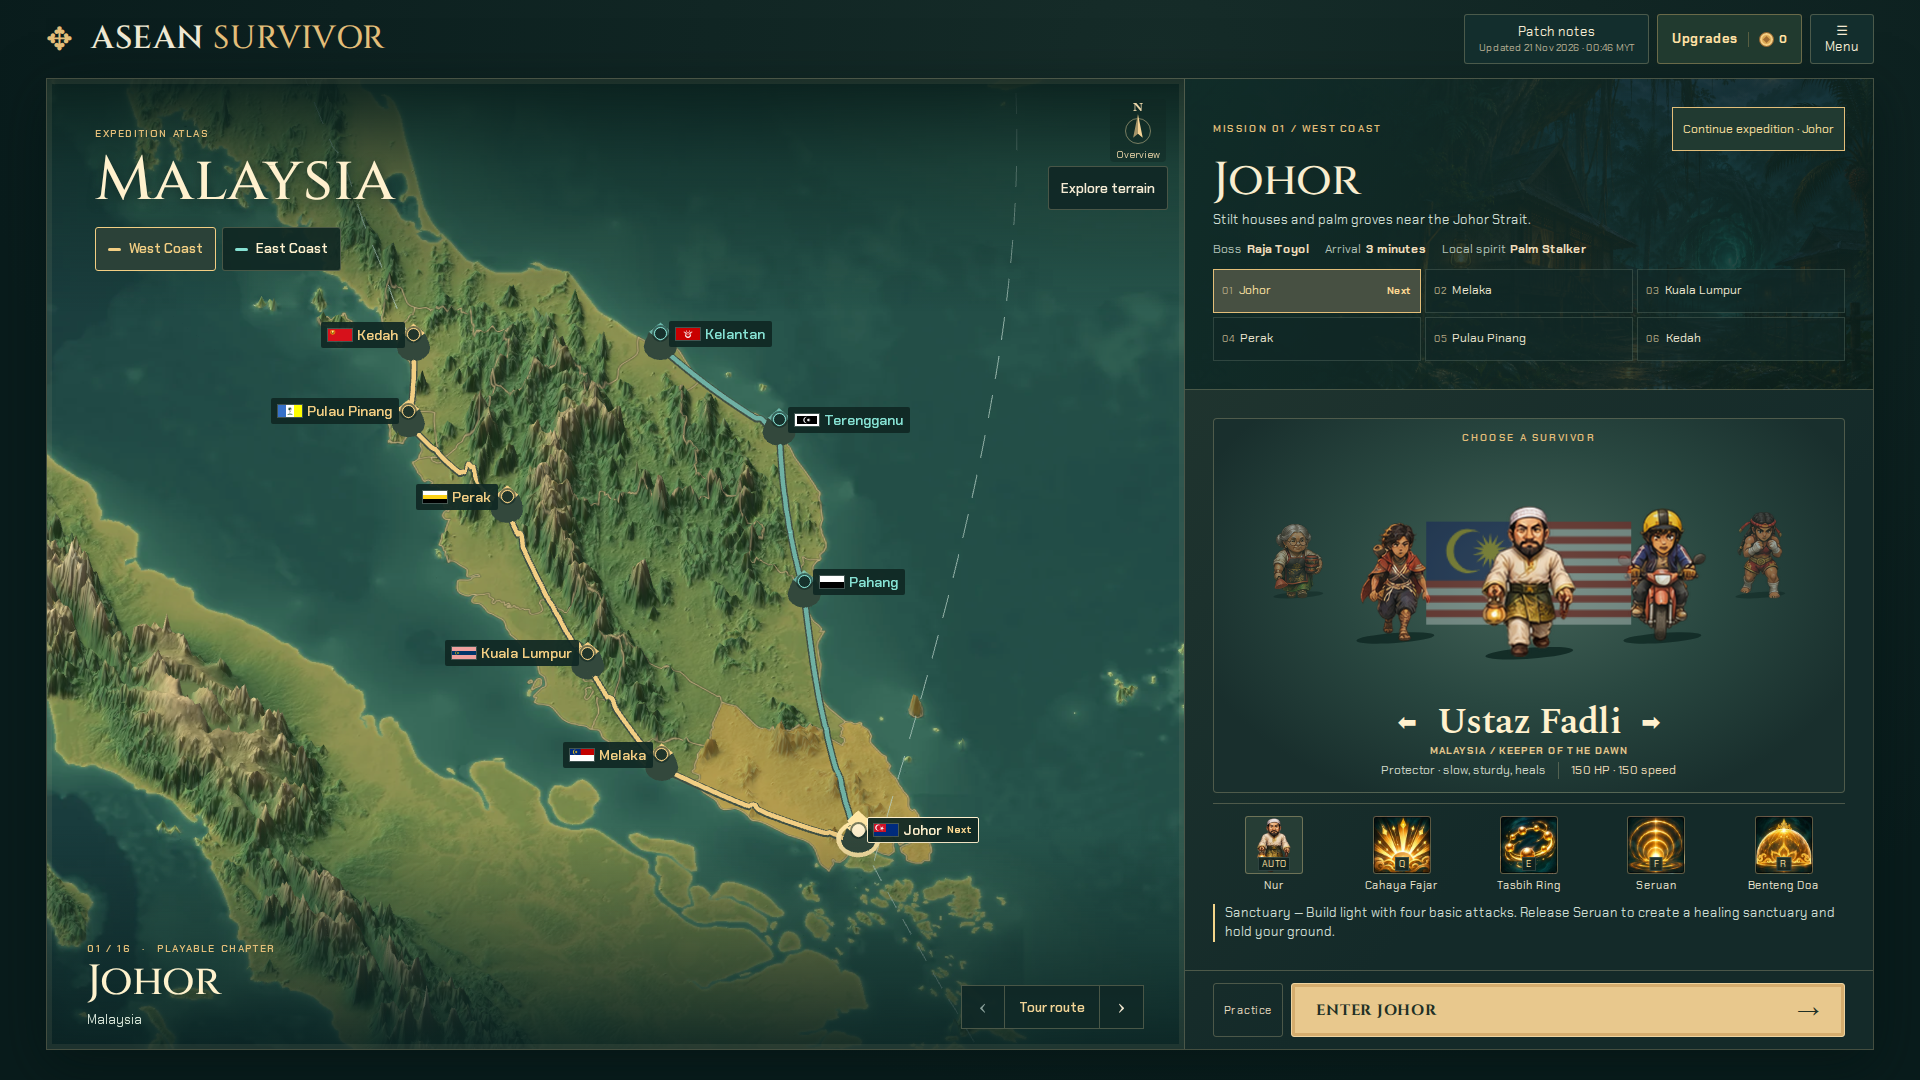 ASEAN SURVIVOR
Patch notes
Updated 21 Nov 2026 · 00:46 MYT
Upgrades 0
☰
Menu
EXPEDITION ATLAS
MALAYSIA
West Coast
East Coast
N
Overview
Explore terrain
Kedah
Kelantan
Pulau Pinang
Terengganu
Perak
Pahang
Kuala Lumpur
Melaka
Johor Next
01 / 16 · PLAYABLE CHAPTER
JOHOR
Malaysia
‹ Tour route ›
MISSION 01 / WEST COAST
Continue expedition · Johor
JOHOR
Stilt houses and palm groves near the Johor Strait.
Boss Raja Toyol Arrival 3 minutes Local spirit Palm Stalker
01 Johor Next
02 Melaka
03 Kuala Lumpur
04 Perak
05 Pulau Pinang
06 Kedah
CHOOSE A SURVIVOR
← Ustaz Fadli →
MALAYSIA / KEEPER OF THE DAWN
Protector · slow, sturdy, heals 150 HP · 150 speed
AUTO
Nur
Q
Cahaya Fajar
E
Tasbih Ring
F
Seruan
R
Benteng Doa
Sanctuary — Build light with four basic attacks. Release Seruan to create a healing sanctuary and
hold your ground.
Practice
ENTER JOHOR →